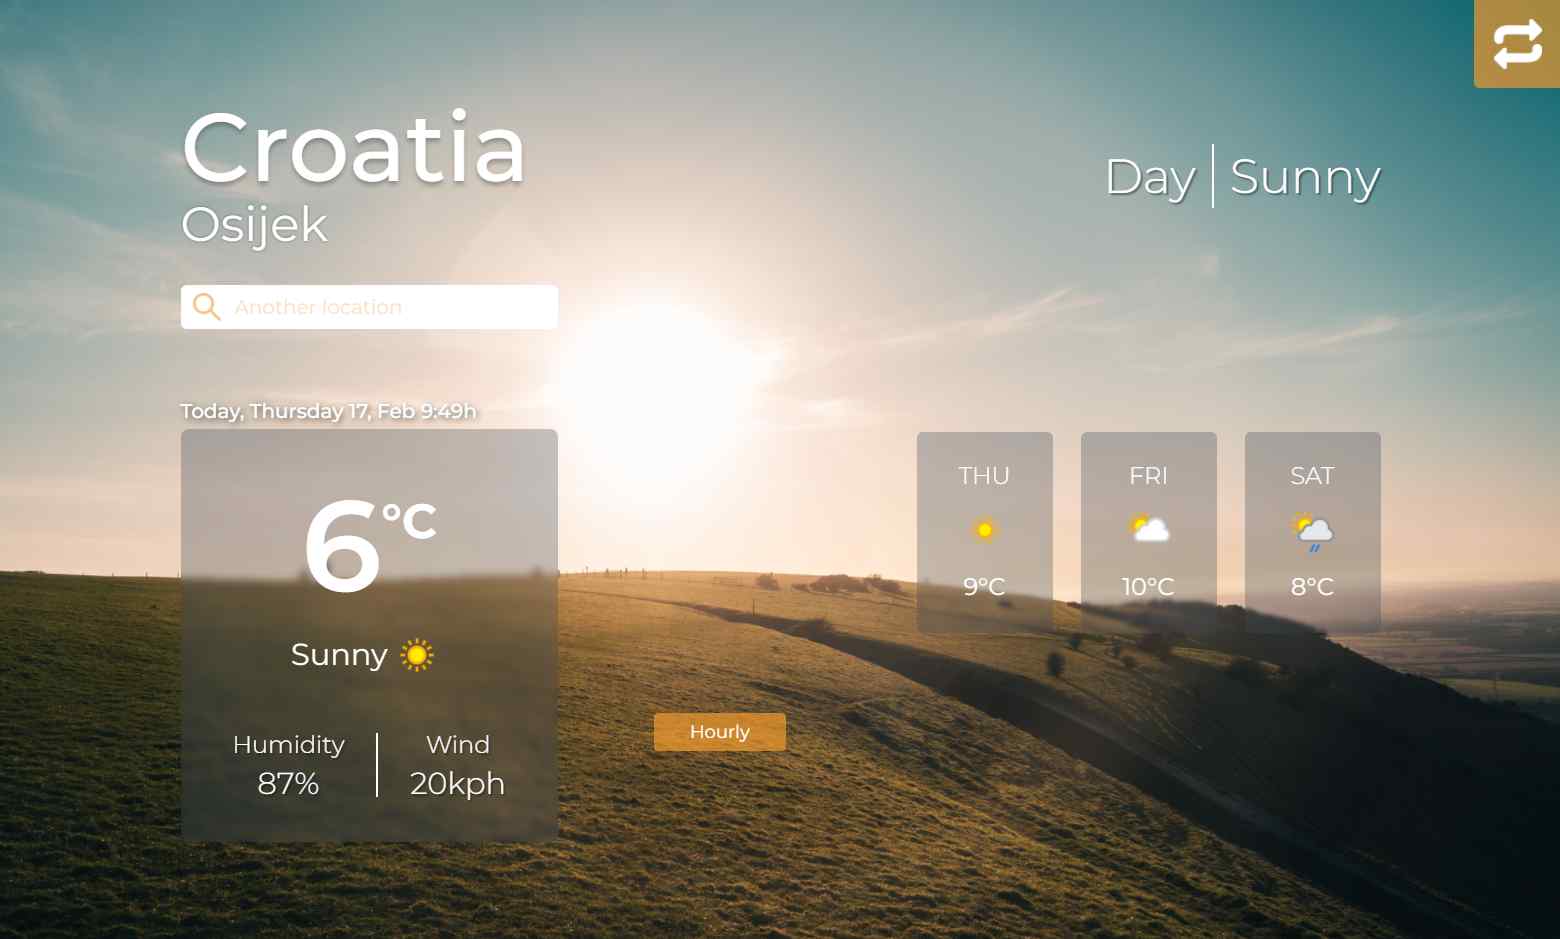 Croatia
Osijek
Day
Sunny
Another location
Today, Thursday 17, Feb 9:49h
6°C
Sunny
Humidity
87%
Wind
20kph
THU
9°C
FRI
10°C
SAT
8°C
Hourly